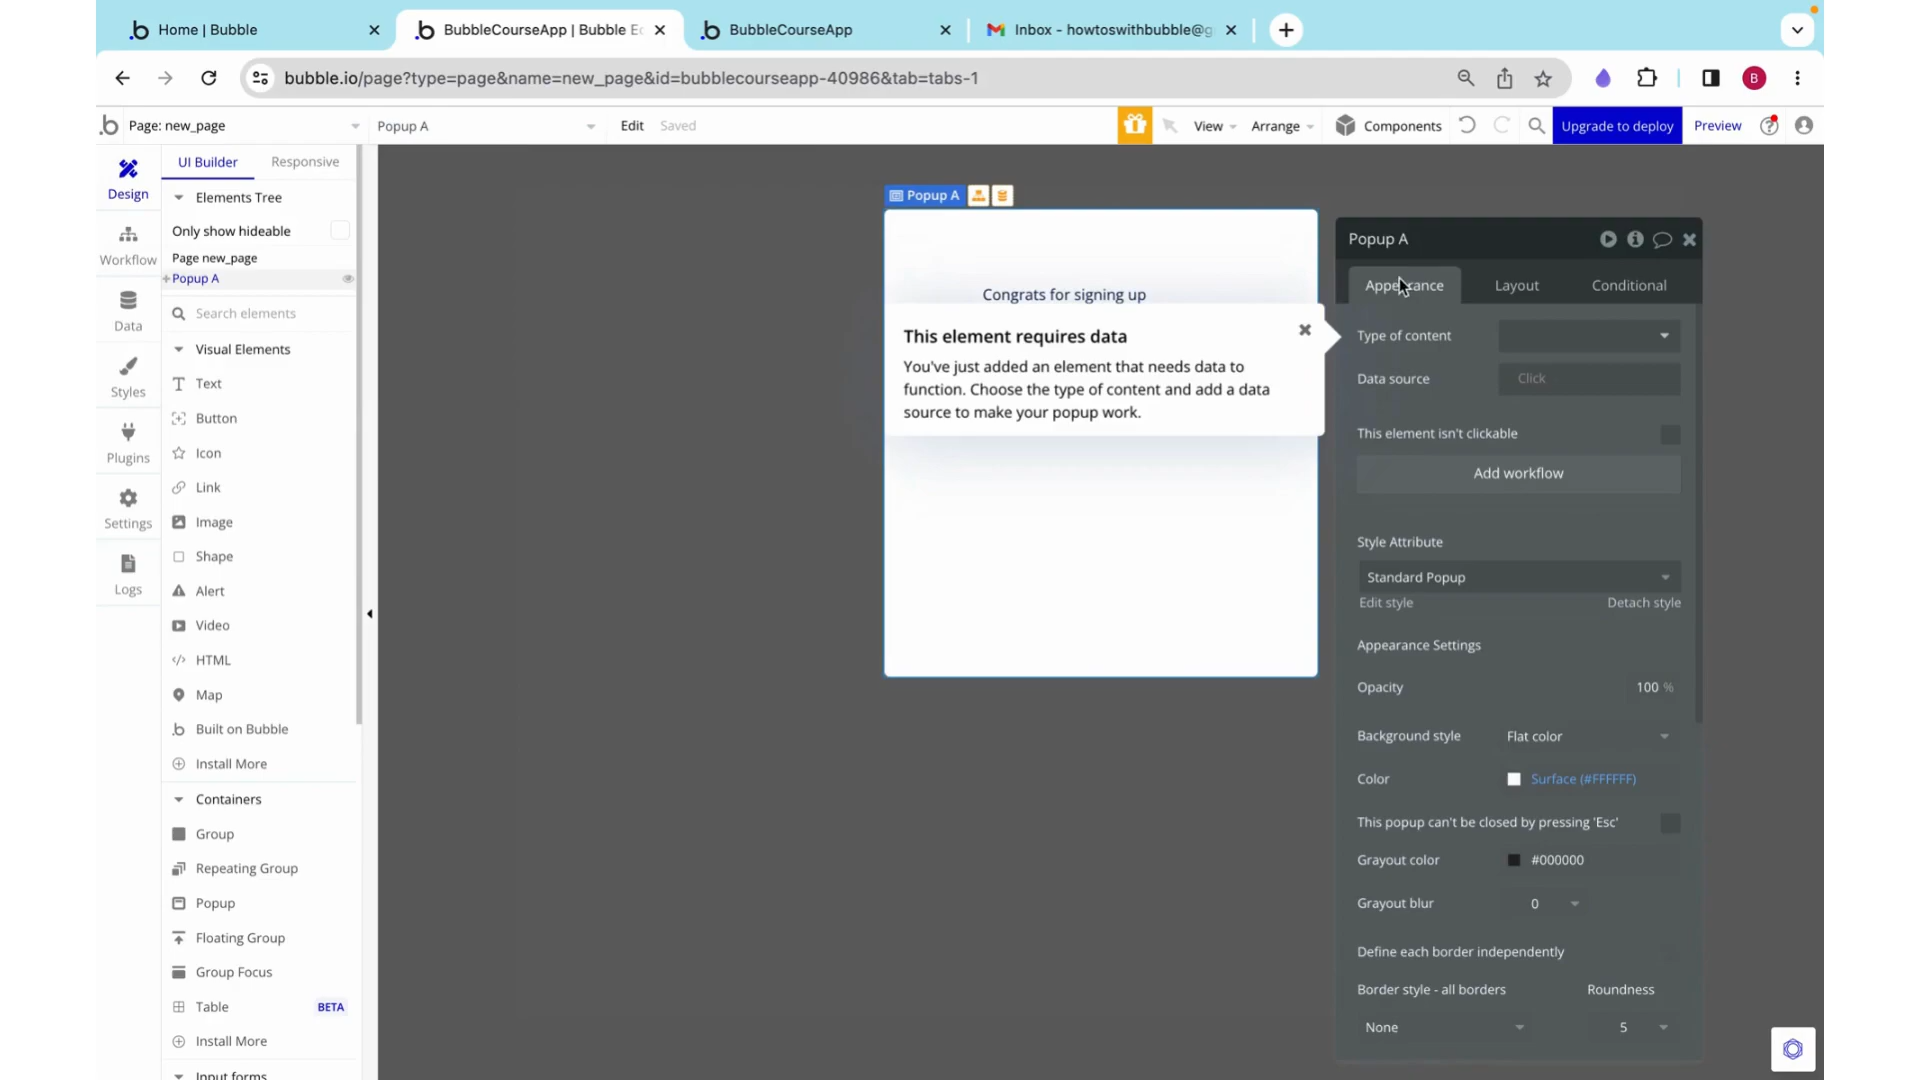 Home | Bubble
BubbleCourseApp | Bubble Ec
BubbleCourseApp
Inbox - howtoswithbubble@g
bubble.io/page?type=page&name=new_page&id=bubblecourseapp-40986&tab=tabs-1
B
Page: new_page
Popup A
Edit
Saved
View
Arrange
Components
Upgrade to deploy
Preview
Design
Workflow
Data
Styles
Plugins
Settings
Logs
UI Builder
Responsive
Elements Tree
Only show hideable
Page new_page
+ Popup A
Search elements
Visual Elements
Text
Button
Icon
Link
Image
Shape
Alert
Video
HTML
Map
Built on Bubble
Install More
Containers
Group
Repeating Group
Popup
Floating Group
Group Focus
Table BETA
Install More
Input forms
Popup A
Congrats for signing up
This element requires data
You've just added an element that needs data to
function. Choose the type of content and add a data
source to make your popup work.
Popup A
Appearance
Layout
Conditional
Type of content
Data source
Click
This element isn't clickable
Add workflow
Style Attribute
Standard Popup
Edit style
Detach style
Appearance Settings
Opacity
100 %
Background style
Flat color
Color
Surface (#FFFFFF)
This popup can't be closed by pressing 'Esc'
Grayout color
#000000
Grayout blur
0
Define each border independently
Border style - all borders
Roundness
None
5